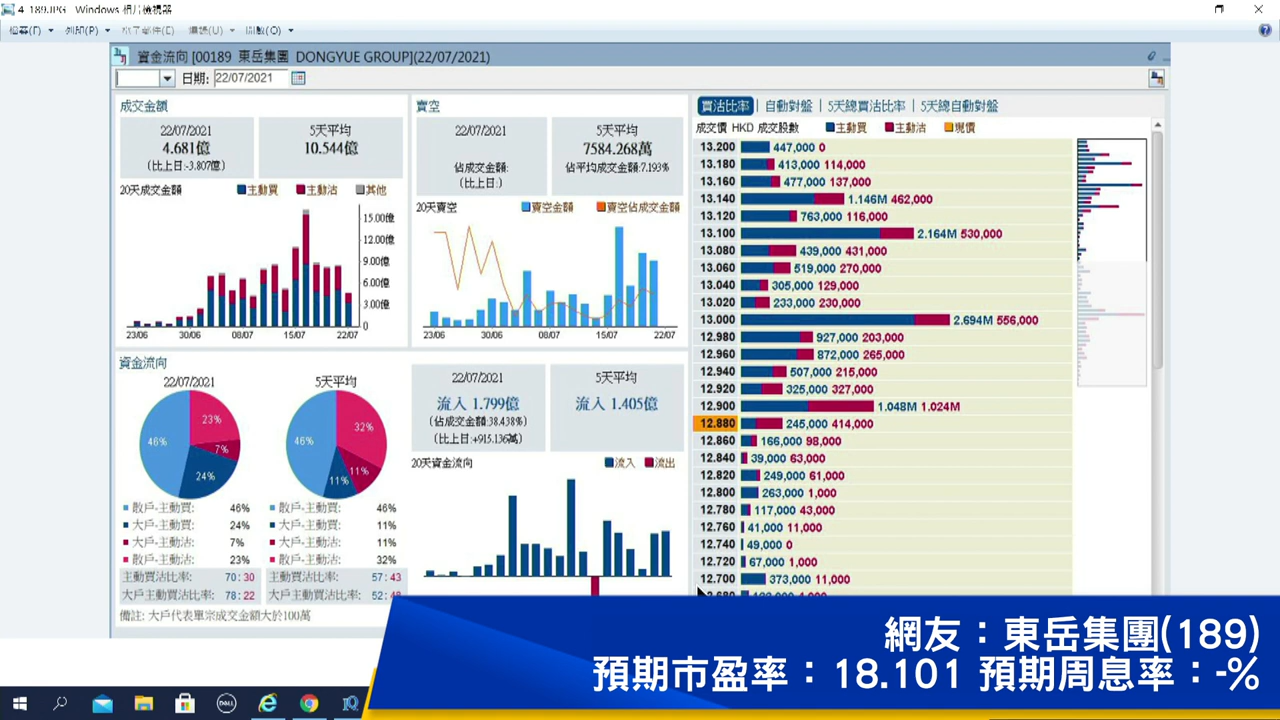 4_189.JPG - Windows 相片檢視器
檔案(F) 列印(P) 電子郵件(E) 燒錄(U) 開啟(O)
資金流向 [00189 東岳集團 DONGYUE GROUP](22/07/2021)
日期: 22/07/2021
成交金額
22/07/2021
4.681億
(比上日:-3.807億)
5天平均
10.544億
20天成交金額 主動買 主動沽 其他
15.00億
12.00億
9.00億
6.00億
3.00億
0
23/06 30/06 08/07 15/07 22/07
賣空
22/07/2021
佔成交金額:
(比上日:)
5天平均
7584.268萬
佔平均成交金額:7.193%
20天賣空 賣空金額 賣空佔成交金額
23/06 30/06 08/07 15/07 22/07
資金流向
22/07/2021 5天平均
23%
7%
24%
46%
32%
11%
11%
46%
散戶-主動買: 46% 散戶-主動買: 46%
大戶-主動買: 24% 大戶-主動買: 11%
大戶-主動沽: 7% 大戶-主動沽: 11%
散戶-主動沽: 23% 散戶-主動沽: 32%
主動買沽比率: 70:30 主動買沽比率: 57:43
大戶主動買沽比率: 78:22 大戶主動買沽比率:
備註: 大戶代表單宗成交金額大於100萬
22/07/2021
流入 1.799億
(佔成交金額:38.438%)
(比上日:+915.136萬)
5天平均
流入 1.405億
20天資金流向 流入 流出
買沽比率 | 自動對盤 | 5天總買沽比率 | 5天總自動對盤
成交價 HKD 成交股數 主動買 主動沽 現價
13.200 447,000 0
13.180 413,000 114,000
13.160 477,000 137,000
13.140 1.146M 462,000
13.120 763,000 116,000
13.100 2.164M 530,000
13.080 439,000 431,000
13.060 519,000 270,000
13.040 305,000 129,000
13.020 233,000 230,000
13.000 2.694M 556,000
12.980 927,000 203,000
12.960 872,000 265,000
12.940 507,000 215,000
12.920 325,000 327,000
12.900 1.048M 1.024M
12.880 245,000 414,000
12.860 166,000 98,000
12.840 39,000 63,000
12.820 249,000 61,000
12.800 263,000 1,000
12.780 117,000 43,000
12.760 41,000 11,000
12.740 49,000 0
12.720 67,000 1,000
12.700 373,000 11,000
網友：東岳集團(189)
預期市盈率：18.101 預期周息率：-%
DELL